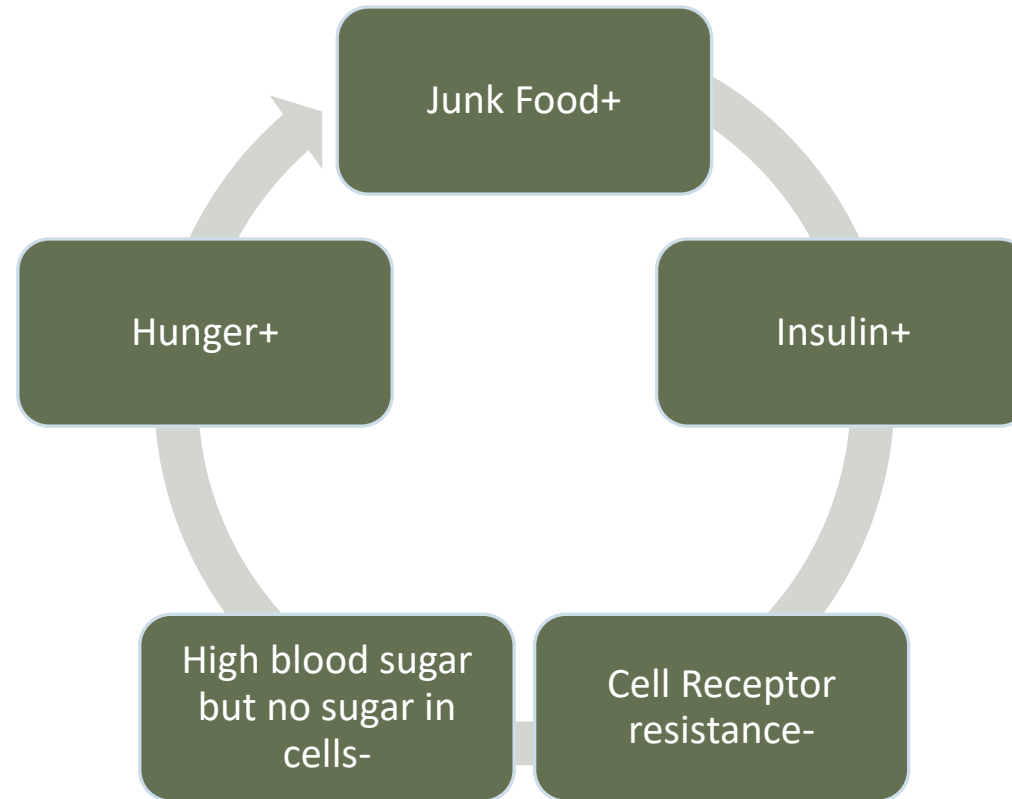 Junk Food+
Insulin+
Cell Receptor
resistance-
High blood sugar
but no sugar in
cells-
Hunger+